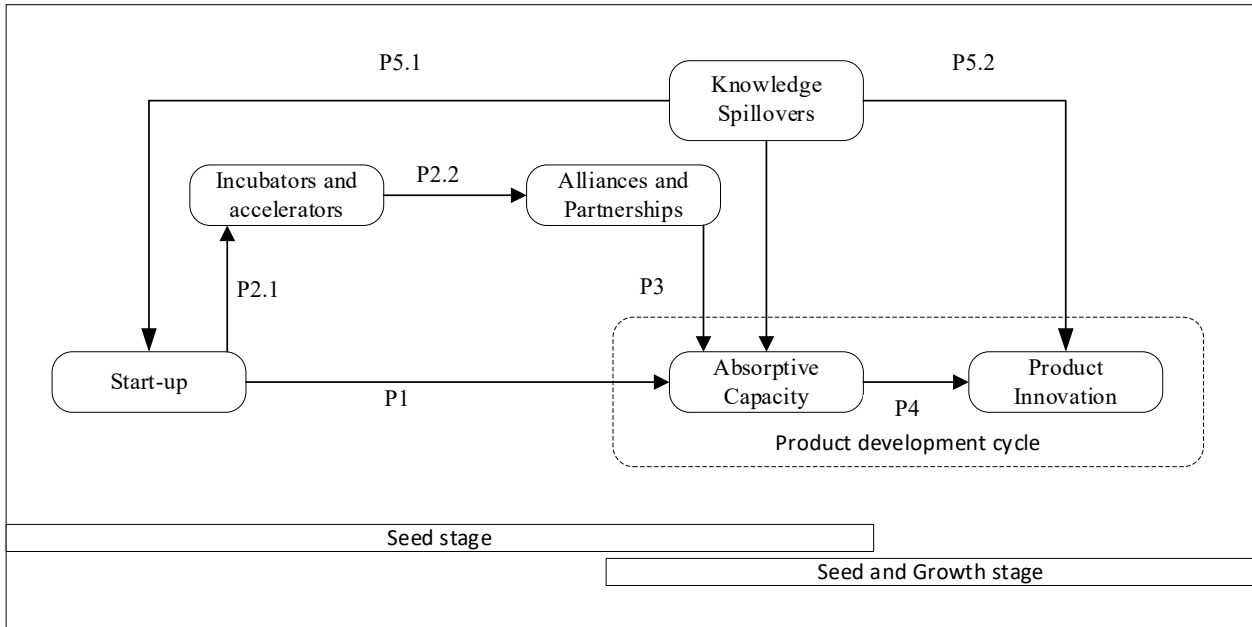 P5.1
P5.2
Knowledge
Spillovers
Incubators and
accelerators
P2.2
Alliances and
Partnerships
P2.1
P3
Start-up
P1
Absorptive
Capacity
P4
Product
Innovation
Product development cycle
Seed stage
Seed and Growth stage